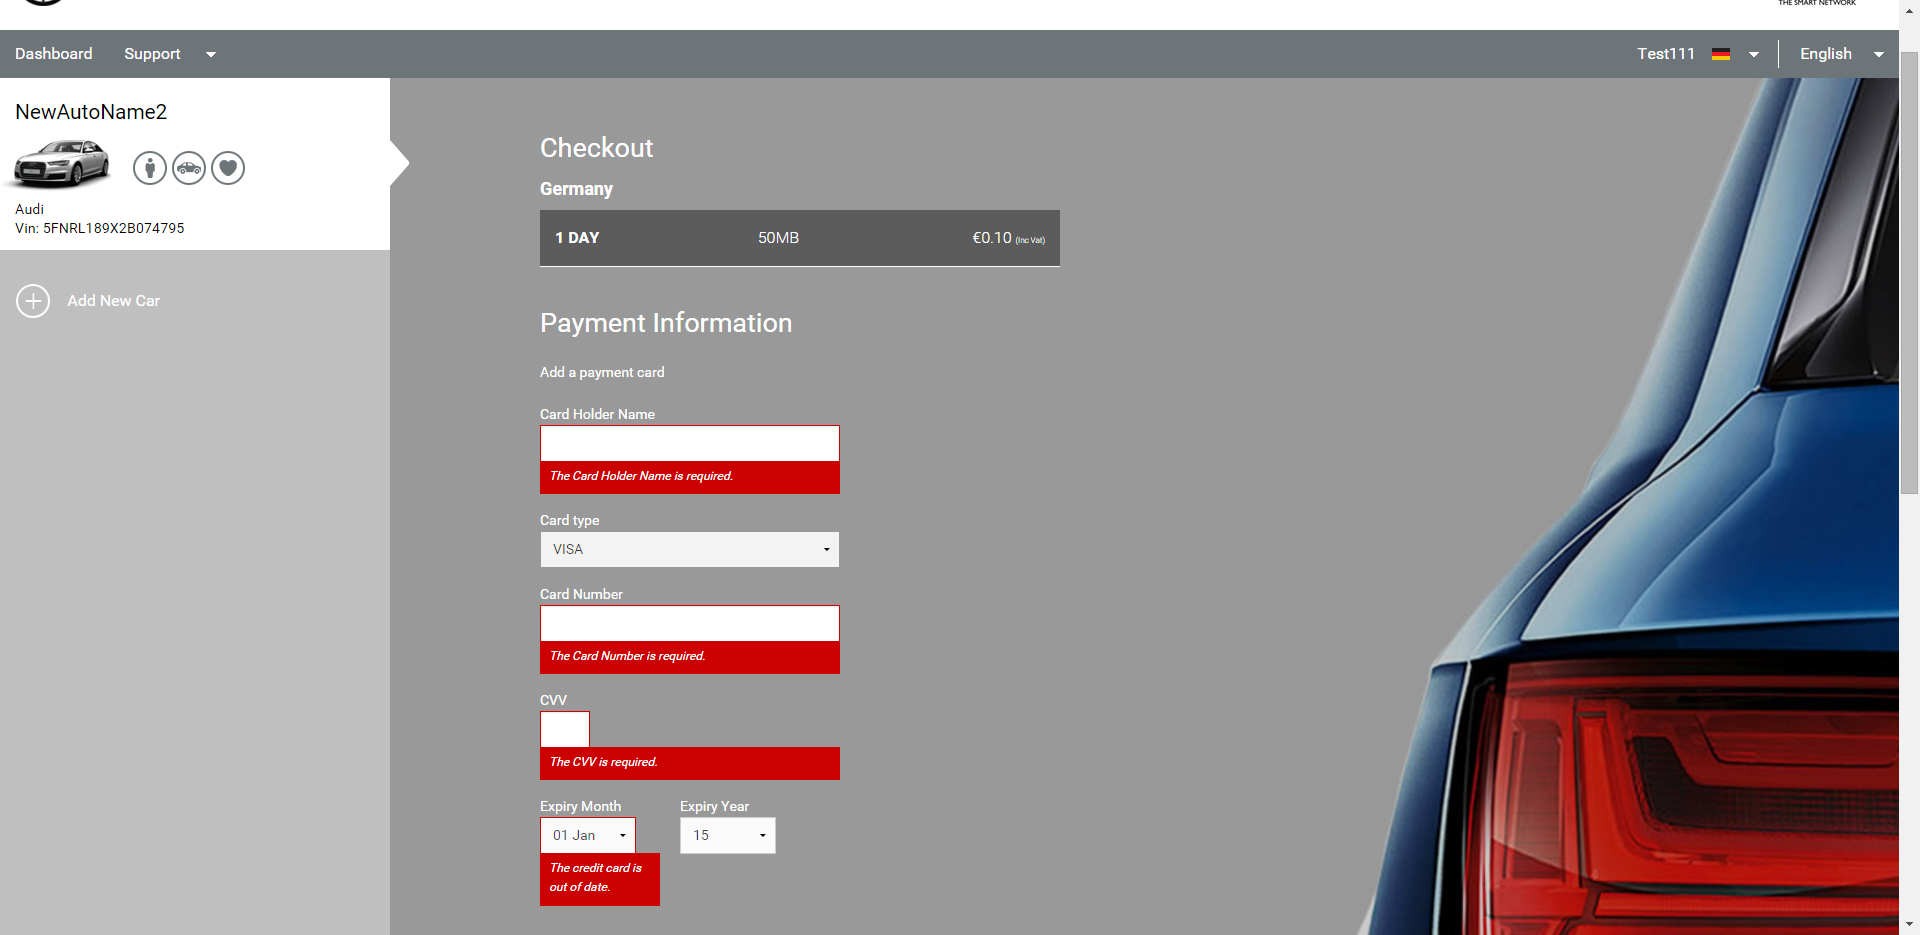 THE SMART NETWORK
Dashboard
Support
Test111
English
NewAutoName2
Audi
Vin: 5FNRL189X2B074795
Add New Car
Checkout
Germany
1 DAY 50MB €0.10 (Inc Vat)
Payment Information
Add a payment card
Card Holder Name
The Card Holder Name is required.
Card type
VISA
Card Number
The Card Number is required.
CVV
The CVV is required.
Expiry Month Expiry Year
01 Jan 15
The credit card is
out of date.